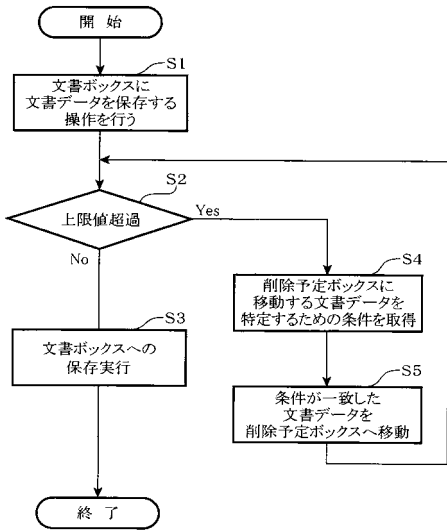 開 始
S1
文書ボックスに
文書データを保存する
操作を行う
S2
上限値超過
Yes
No
S4
削除予定ボックスに
移動する文書データを
特定するための条件を取得
S3
文書ボックスへの
保存実行
S5
条件が一致した
文書データを
削除予定ボックスへ移動
終 了